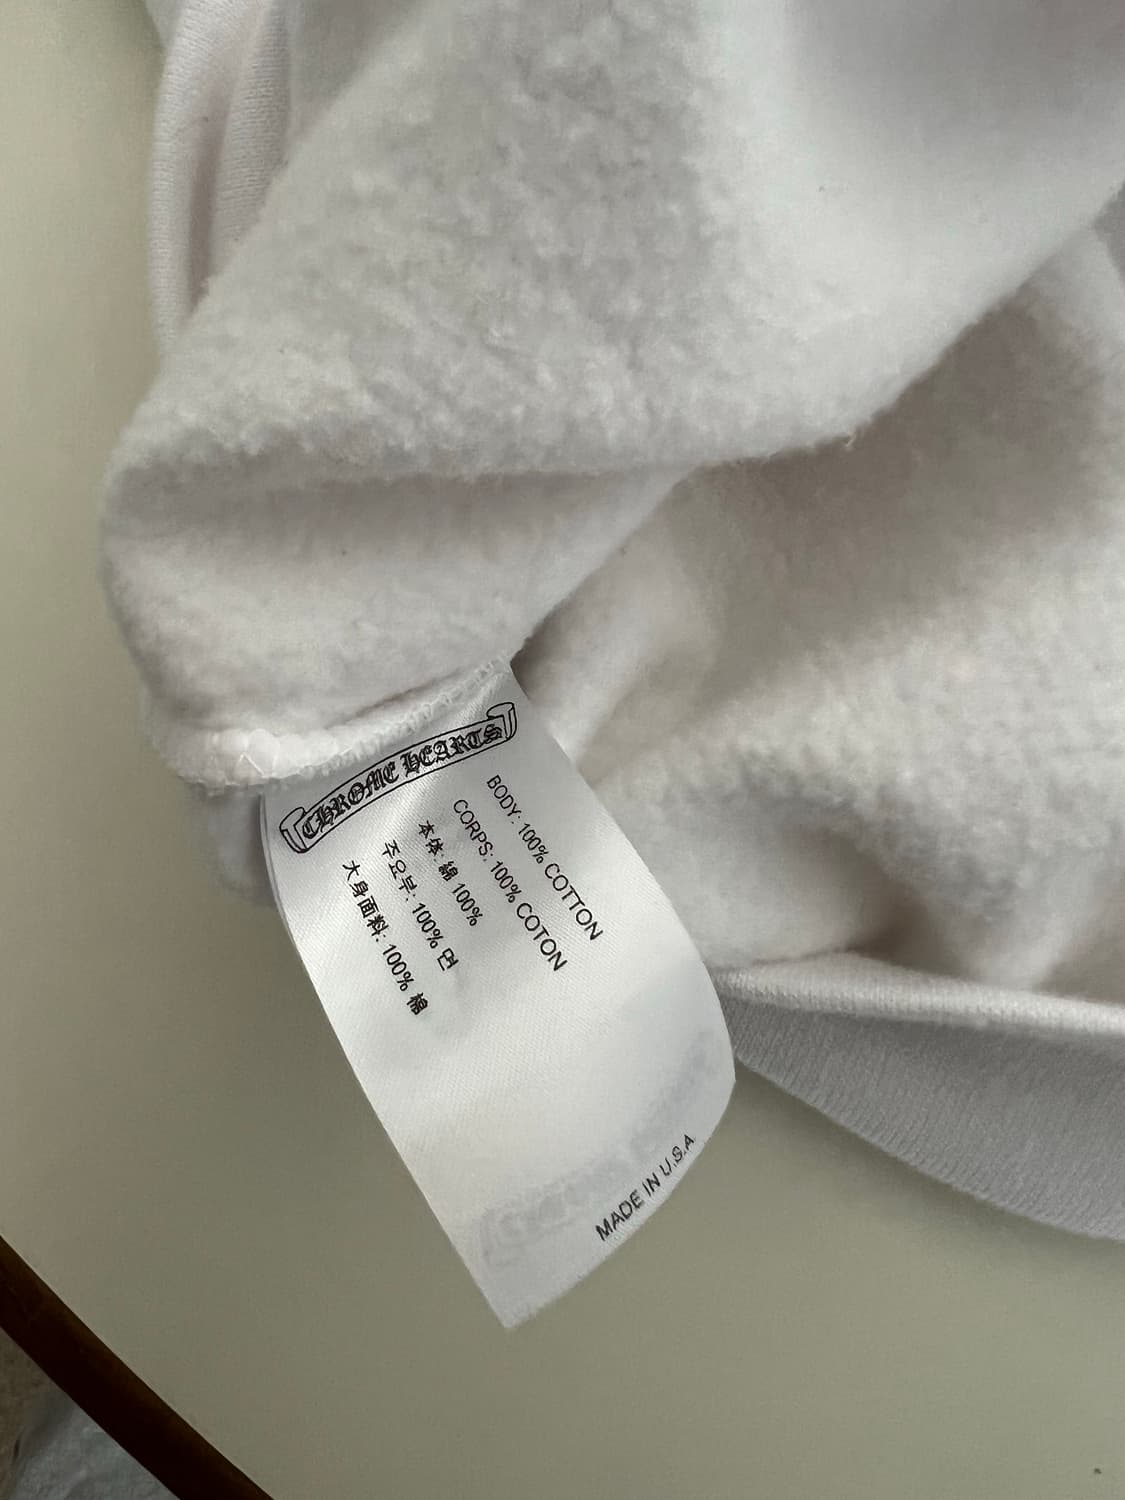 CHROME HEARTS
BODY: 100% COTTON
CORPS: 100% COTON
本体: 綿 100%
주요부: 100% 면
大身面料: 100% 棉
MADE IN U.S.A